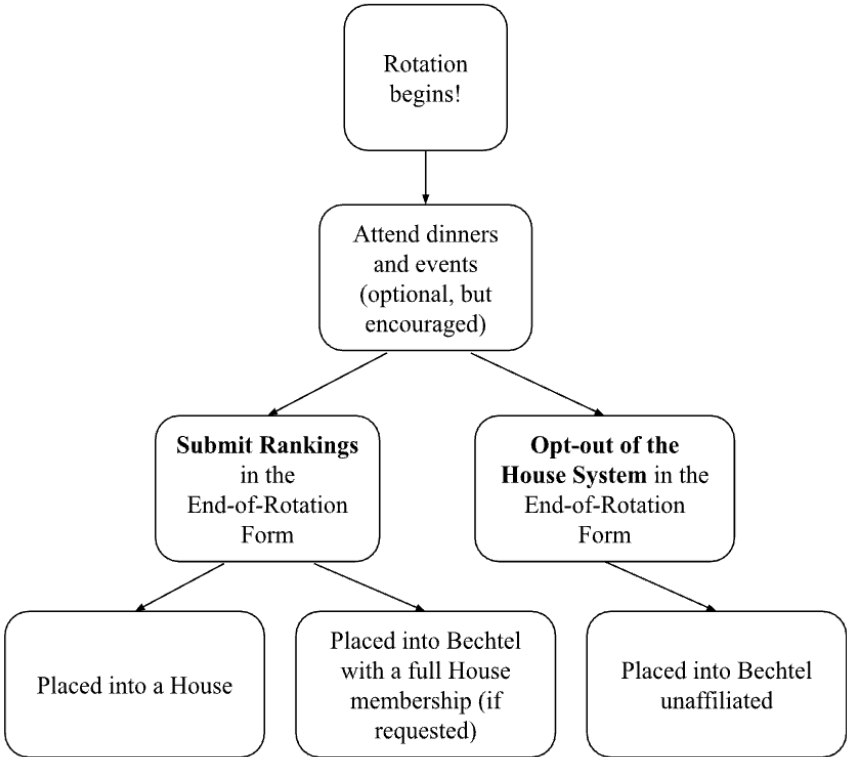 Rotation
begins!
Attend dinners
and events
(optional, but
encouraged)
Submit Rankings
in the
End-of-Rotation
Form
Opt-out of the
House System in the
End-of-Rotation
Form
Placed into a House
Placed into Bechtel
with a full House
membership (if
requested)
Placed into Bechtel
unaffiliated